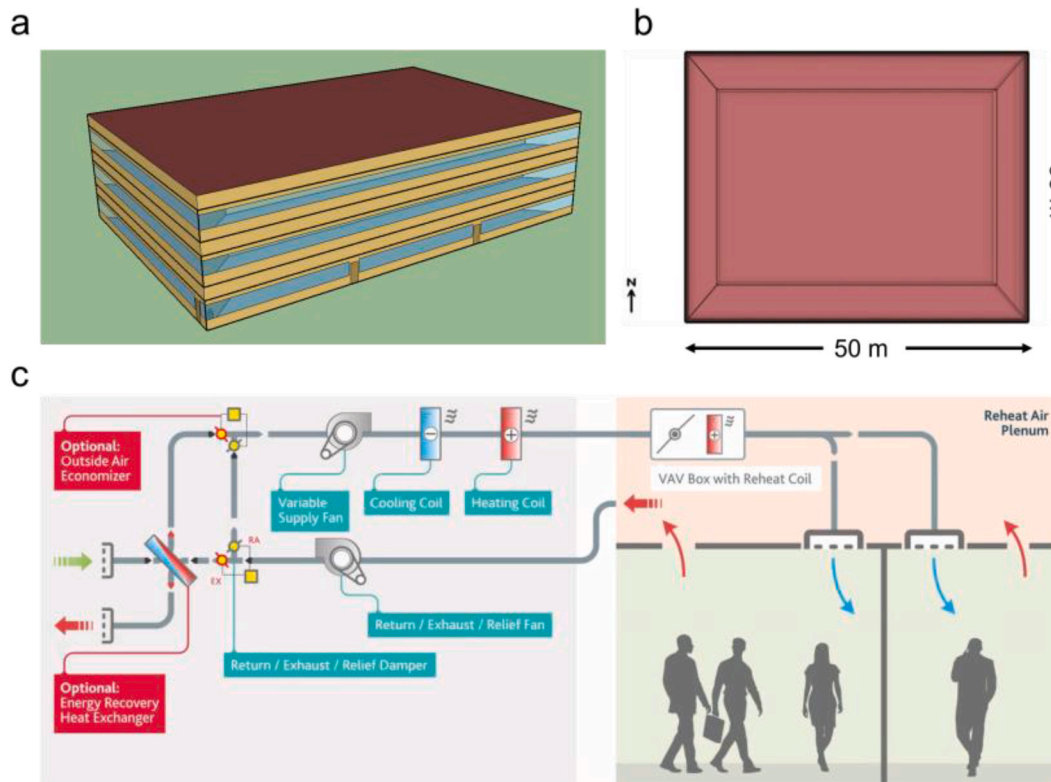 a
b
N
50 m
c
Optional:
Outside Air
Economizer
Variable
Supply Fan
Cooling Coil
Heating Coil
VAV Box with Reheat Coil
Reheat Air
Plenum
RA
EX
Return / Exhaust / Relief Fan
Return / Exhaust / Relief Damper
Optional:
Energy Recovery
Heat Exchanger